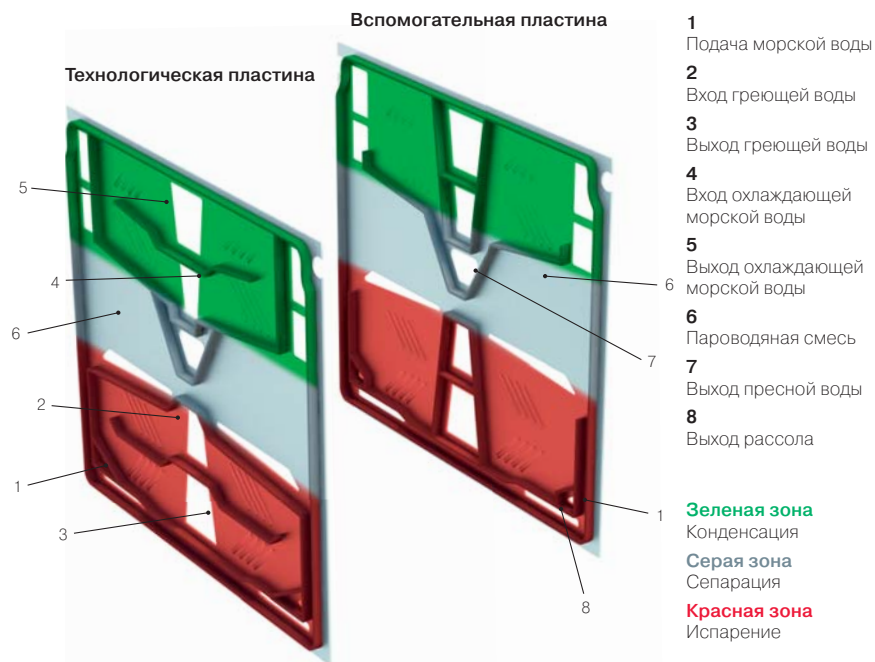 Вспомогательная пластина
Технологическая пластина
5
4
6
2
1
3
6
7
1
8
1
Подача морской воды
2
Вход греющей воды
3
Выход греющей воды
4
Вход охлаждающей
морской воды
5
Выход охлаждающей
морской воды
6
Пароводяная смесь
7
Выход пресной воды
8
Выход рассола
Зеленая зона
Конденсация
Серая зона
Сепарация
Красная зона
Испарение